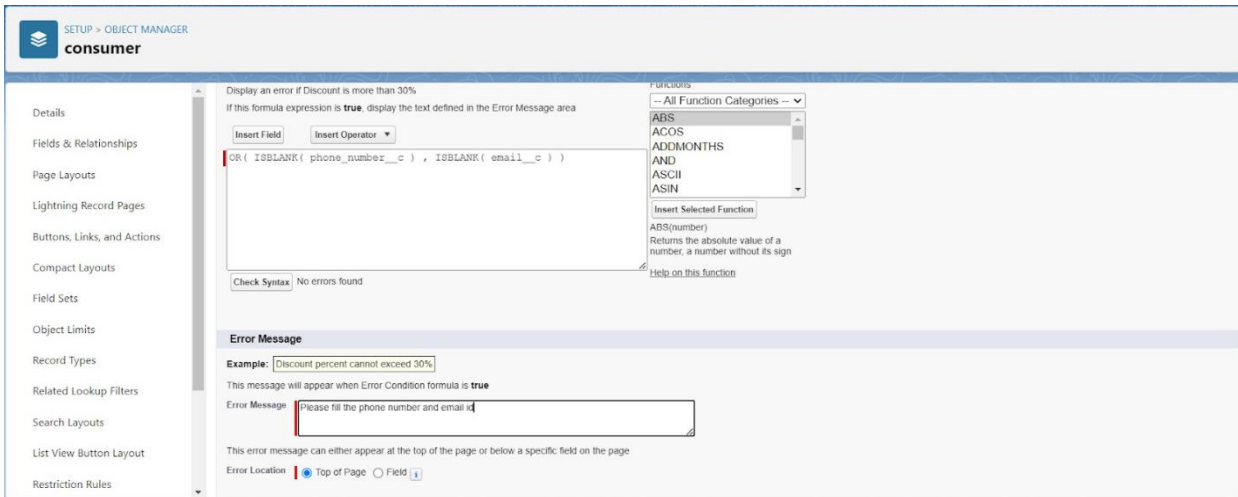 SETUP > OBJECT MANAGER
consumer
Details
Fields & Relationships
Page Layouts
Lightning Record Pages
Buttons, Links, and Actions
Compact Layouts
Field Sets
Object Limits
Record Types
Related Lookup Filters
Search Layouts
List View Button Layout
Restriction Rules
Display an error if Discount is more than 30%
If this formula expression is true, display the text defined in the Error Message area
Insert Field Insert Operator
OR( ISBLANK( phone_number__c ) , ISBLANK( email__c ) )
Check Syntax No errors found
Functions
-- All Function Categories --
ABS
ACOS
ADDMONTHS
AND
ASCII
ASIN
Insert Selected Function
ABS(number)
Returns the absolute value of a
number, a number without its sign
Help on this function
Error Message
Example: Discount percent cannot exceed 30%
This message will appear when Error Condition formula is true
Error Message Please fill the phone number and email id
This error message can either appear at the top of the page or below a specific field on the page
Error Location Top of Page Field i